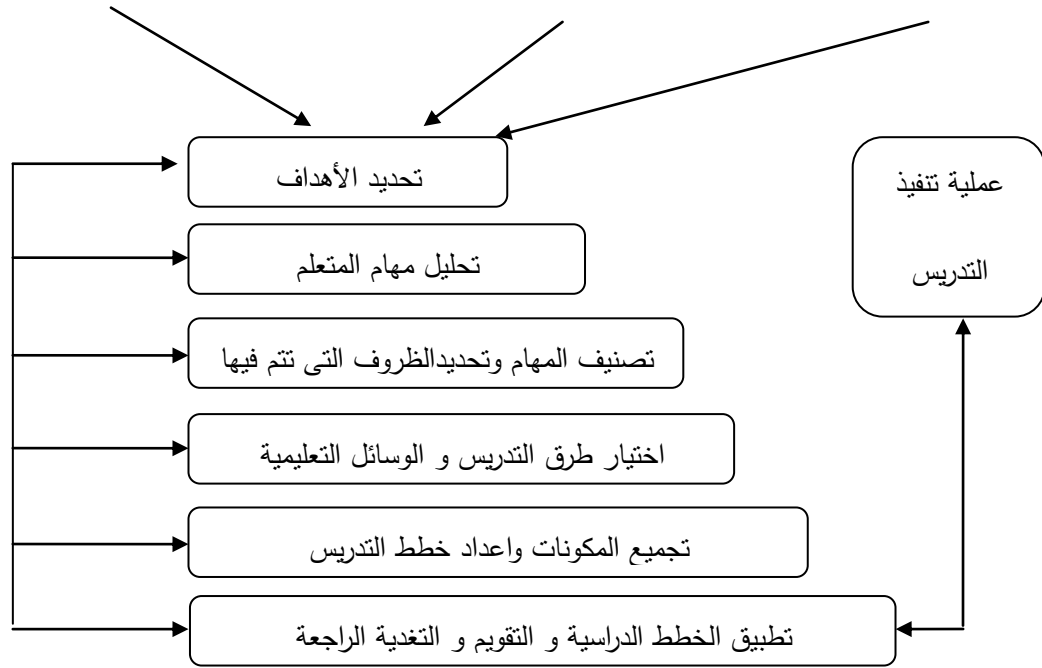 تحديد الأهداف
عملية تنفيذ
التدريس
تحليل مهام المتعلم
تصنيف المهام وتحديدالظروف التى تتم فيها
اختيار طرق التدريس و الوسائل التعليمية
تجميع المكونات واعداد خطط التدريس
تطبيق الخطط الدراسية و التقويم و التغدية الراجعة